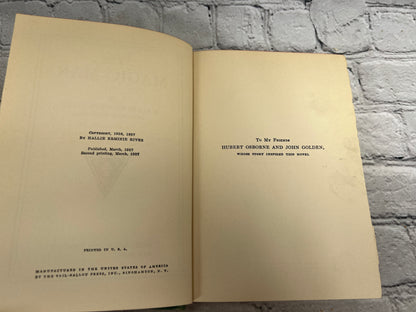 COPYRIGHT, 1926, 1927
BY HALLIE ERMINIE RIVES
Published, March, 1927
Second printing, March, 1927
PRINTED IN U. S. A.
MANUFACTURED IN THE UNITED STATES OF AMERICA
BY THE VAIL-BALLOU PRESS, INC., BINGHAMTON, N. Y.
To My Friends
HUBERT OSBORNE AND JOHN GOLDEN,
WHOSE STORY INSPIRED THIS NOVEL